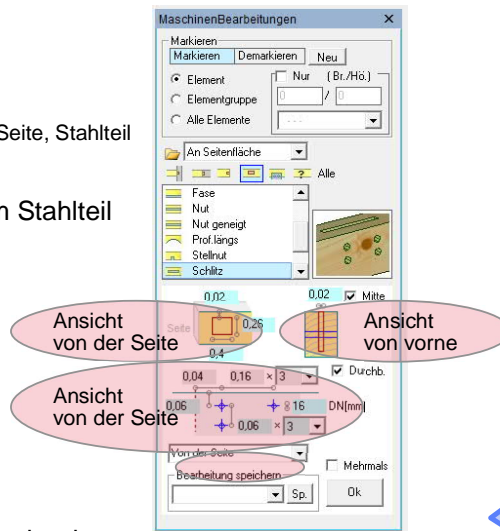 MaschinenBearbeitungen
Markieren
Markieren Demarkieren Neu
Element
Nur (Br./Hö.)
Elementgruppe
0 / 0
Alle Elemente
- - -
Seite, Stahlteil
An Seitenfläche
? Alle
Stahlteil
Fase
Nut
Nut geneigt
Prof.längs
Stellnut
Schlitz
0,02
0,02 Mitte
Ansicht
von der Seite
Seite
0,26
Ansicht
von vorne
0,4
Ansicht
von der Seite
0,04 0,16 × 3 Durchb.
0,06
16 DN[mm]
0,06 × 3
Von der Seite
Mehrmals
Bearbeitung speichern
Sp. Ok